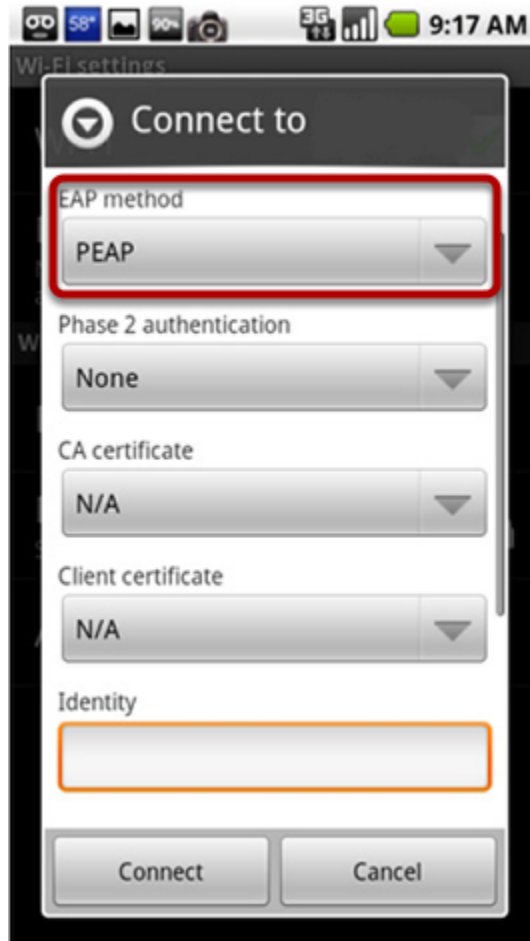 58° 90% 3G 9:17 AM
Wi-Fi settings
Connect to
EAP method
PEAP
Phase 2 authentication
None
CA certificate
N/A
Client certificate
N/A
Identity
Connect Cancel